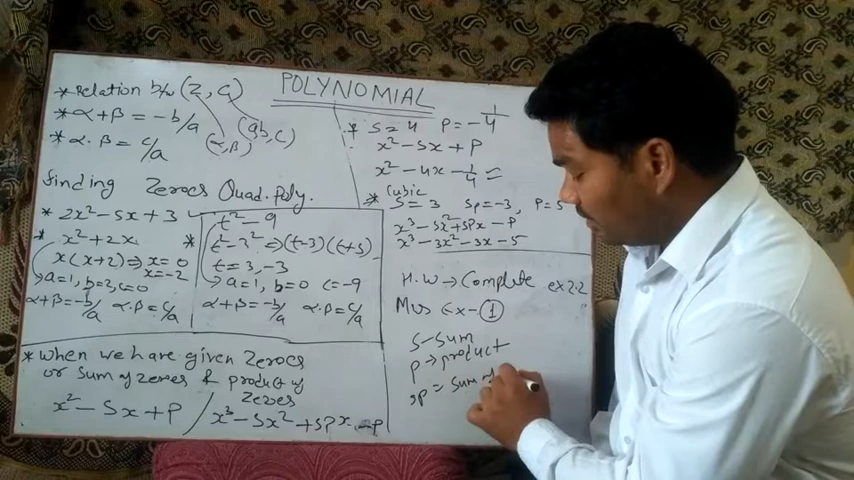 POLYNOMIAL
* Relation b/w (Z, C)
* α + β = -b/a
(α, β) (a,b,c)
* α . β = c/a
finding Zeroes Quad. Poly.
* 2x² - 5x + 3
* x² + 2x
x(x+2) ⇒ x = 0
x = -2
a=1, b=2, c=0
α+β = -b/a α.β = c/a
* t² - 9
t² - 3² ⇒ (t-3)(t+3)
t = 3, -3
→ a=1, b=0 c=-9
α+β = -b/a α.β = c/a
* When we have given Zeroes
or sum of zeroes & product of
Zeroes
x² - Sx + P / x³ - Sx² + SPx - P
* S = 4 P = -1/4
x² - Sx + P
x² - 4x - 1/4 =
* Cubic
S = 3 SP = -3, P = 5
x³ - Sx² + SPx - P
x³ - 3x² - 3x - 5
H.W → Complete ex 2.2
Ex - ①
S - Sum
P → product
SP = Sum